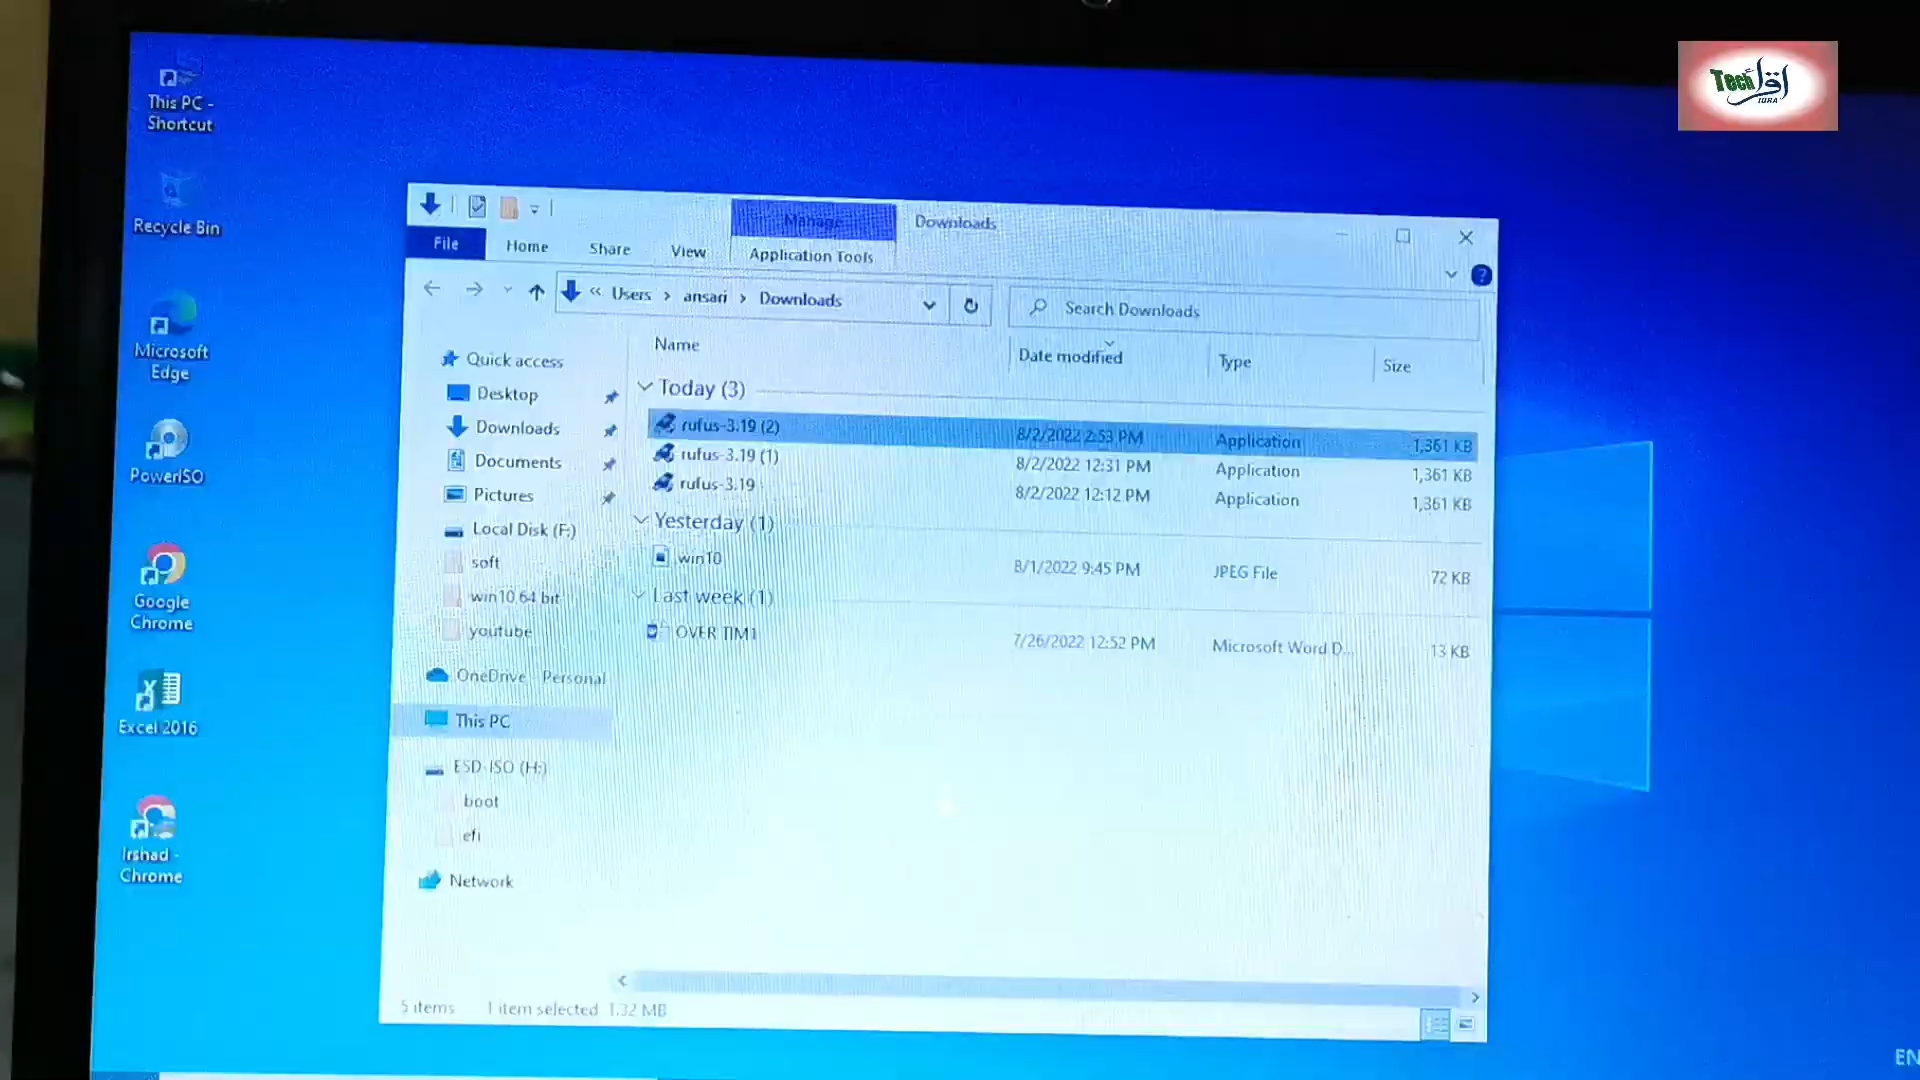 Tech اقرأ
IQRA
This PC -
Shortcut
Recycle Bin
Microsoft
Edge
PowerISO
Google
Chrome
Excel 2016
Irshad -
Chrome
Manage
Downloads
File
Home
Share
View
Application Tools
« Users › ansari › Downloads
Search Downloads
Name
Date modified
Type
Size
Quick access
Desktop
Downloads
Documents
Pictures
Local Disk (F:)
soft
win10 64 bit
youtube
OneDrive - Personal
This PC
ESD-ISO (H:)
boot
efi
Network
Today (3)
rufus-3.19 (2) 8/2/2022 2:53 PM Application 1,361 KB
rufus-3.19 (1) 8/2/2022 12:31 PM Application 1,361 KB
rufus-3.19 8/2/2022 12:12 PM Application 1,361 KB
Yesterday (1)
win10 8/1/2022 9:45 PM JPEG File 72 KB
Last week (1)
OVER TIM1 7/26/2022 12:52 PM Microsoft Word D... 13 KB
5 items 1 item selected 1.32 MB
EN